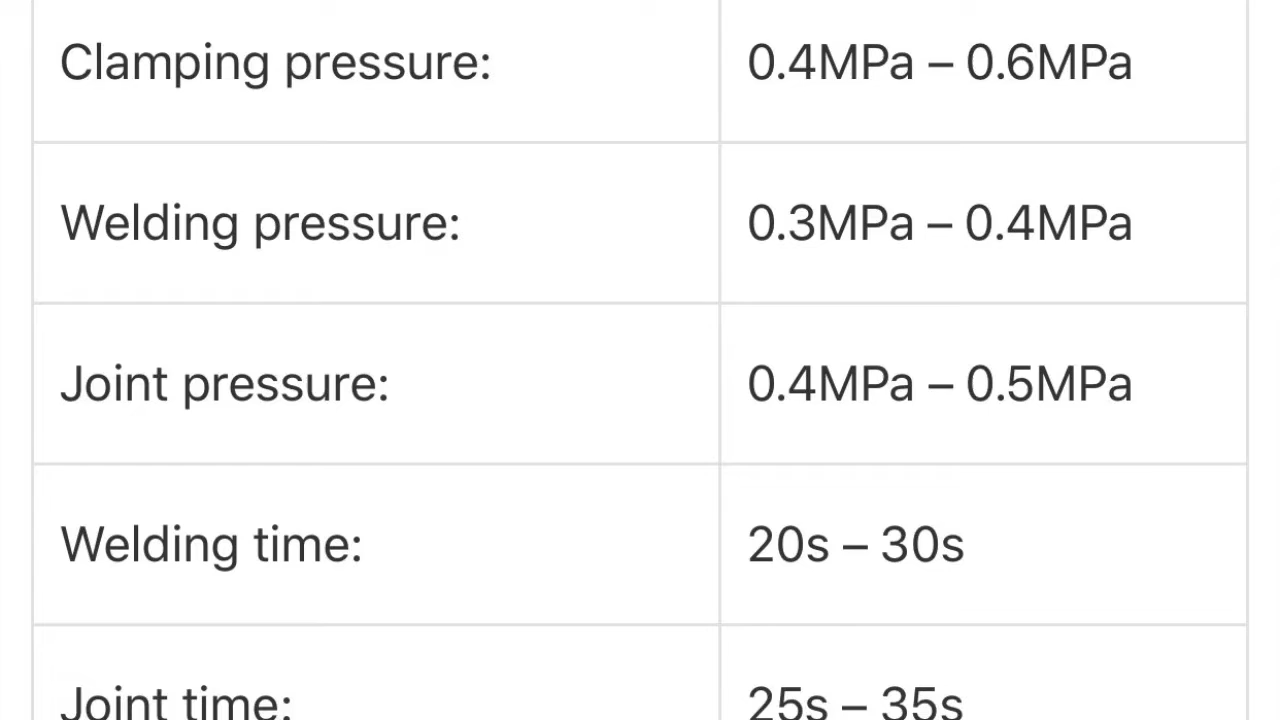 Clamping pressure: 0.4MPa – 0.6MPa
Welding pressure: 0.3MPa – 0.4MPa
Joint pressure: 0.4MPa – 0.5MPa
Welding time: 20s – 30s
Joint time: 25s – 35s